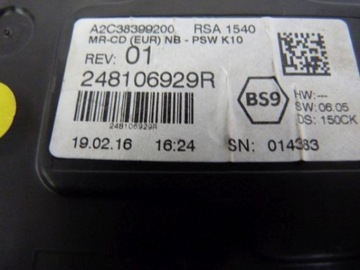 A2C38399200 RSA 1540
MR-CD (EUR) NB - PSW K10
REV: 01
248106929R
BS9
HW:---
SW:06.05
DS: 150CK
248106929R
19.02.16 16:24 SN: 014383